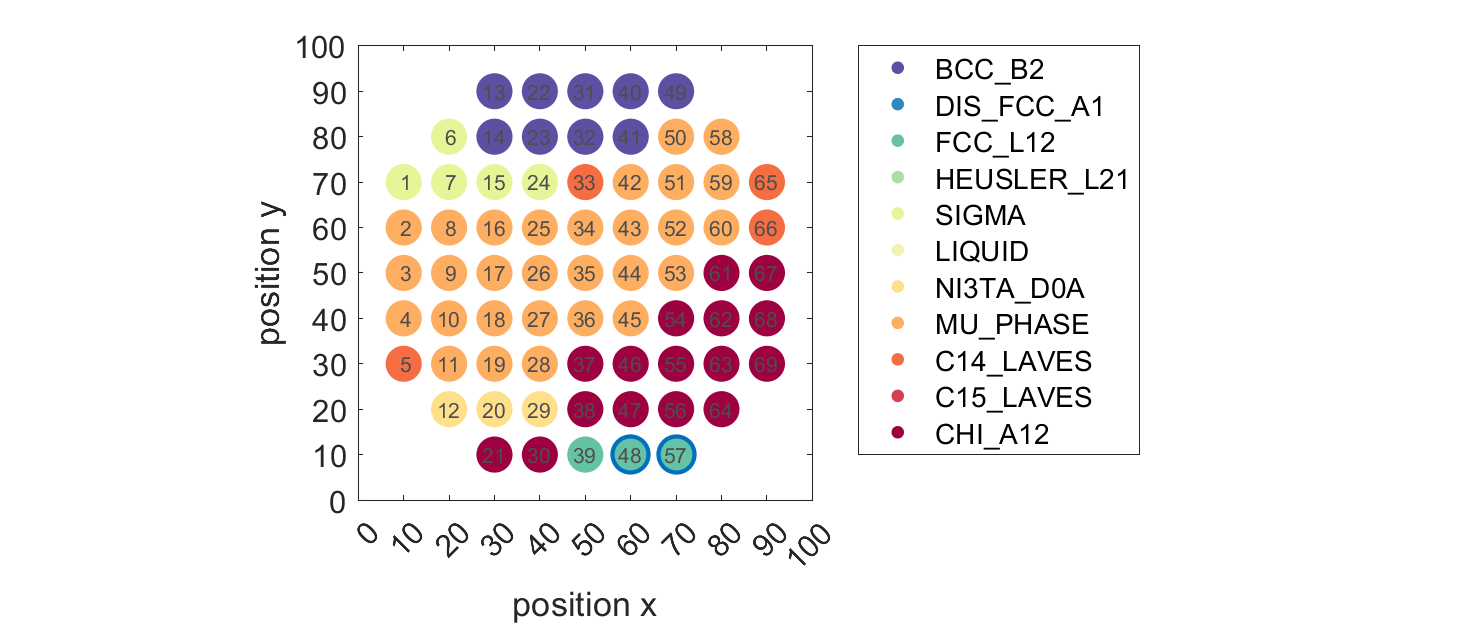 100
90
80
70
60
50
40
30
20
10
0
position y
13 22 31 40 49
6 14 23 32 41 50 58
1 7 15 24 33 42 51 59 65
2 8 16 25 34 43 52 60 66
3 9 17 26 35 44 53 61 67
4 10 18 27 36 45 54 62 68
5 11 19 28 37 46 55 63 69
12 20 29 38 47 56 64
21 30 39 48 57
0 10 20 30 40 50 60 70 80 90 100
position x
BCC_B2
DIS_FCC_A1
FCC_L12
HEUSLER_L21
SIGMA
LIQUID
NI3TA_D0A
MU_PHASE
C14_LAVES
C15_LAVES
CHI_A12